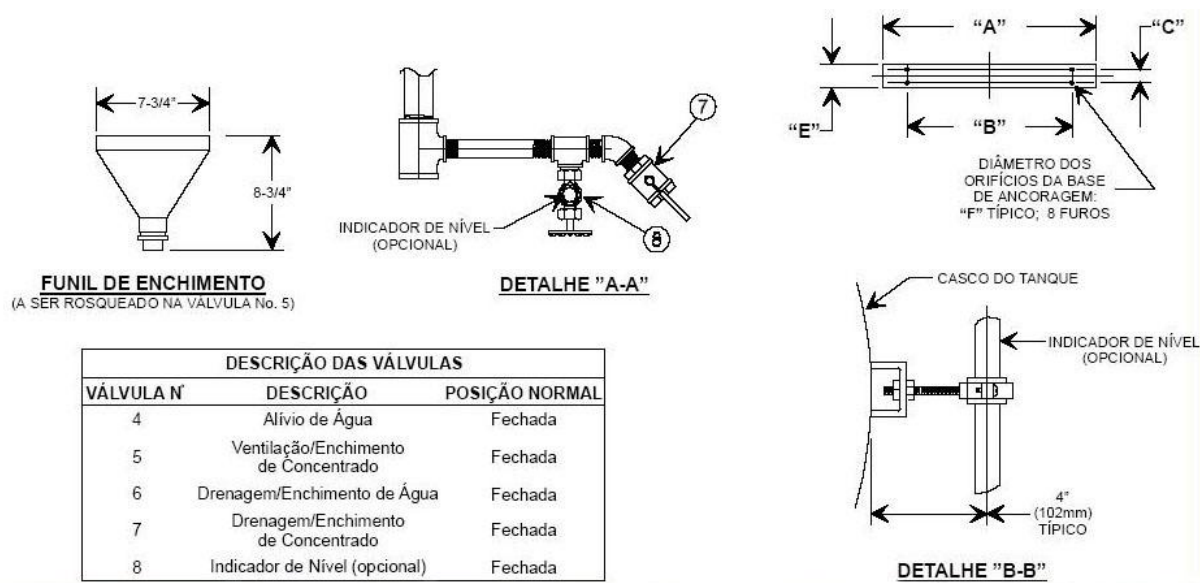 7-3/4"
8-3/4"
FUNIL DE ENCHIMENTO
(A SER ROSQUEADO NA VÁLVULA No. 5)
7
INDICADOR DE NÍVEL
(OPCIONAL)
8
DETALHE "A-A"
"A"
"C"
"E"
"B"
DIÂMETRO DOS
ORIFÍCIOS DA BASE
DE ANCORAGEM:
"F" TÍPICO; 8 FUROS
DESCRIÇÃO DAS VÁLVULAS
VÁLVULA N DESCRIÇÃO POSIÇÃO NORMAL
4 Alívio de Água Fechada
5 Ventilação/Enchimento
de Concentrado Fechada
6 Drenagem/Enchimento de Água Fechada
7 Drenagem/Enchimento
de Concentrado Fechada
8 Indicador de Nível (opcional) Fechada
CASCO DO TANQUE
INDICADOR DE NÍVEL
(OPCIONAL)
4"
(102mm)
TÍPICO
DETALHE "B-B"